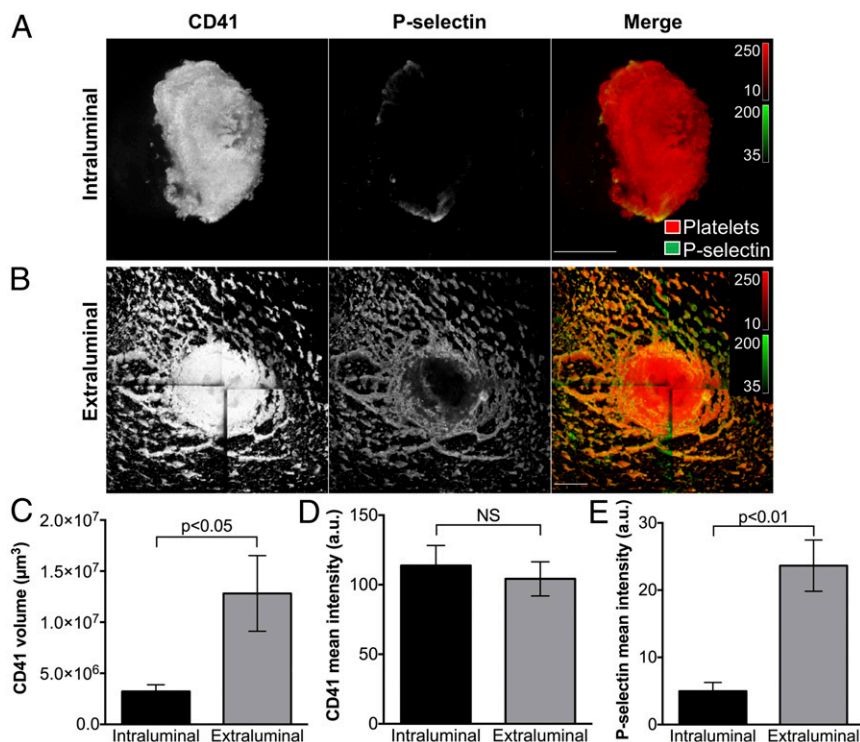 A
CD41
P-selectin
Merge
Intraluminal
250
10
200
35
Platelets
P-selectin
B
Extraluminal
250
10
200
35
C
CD41 volume (µm³)
2.0×10⁷
1.5×10⁷
1.0×10⁷
5.0×10⁶
0.0
p<0.05
Intraluminal Extraluminal
D
CD41 mean intensity (a.u.)
150
100
50
0
NS
Intraluminal Extraluminal
E
P-selectin mean intensity (a.u.)
30
20
10
0
p<0.01
Intraluminal Extraluminal